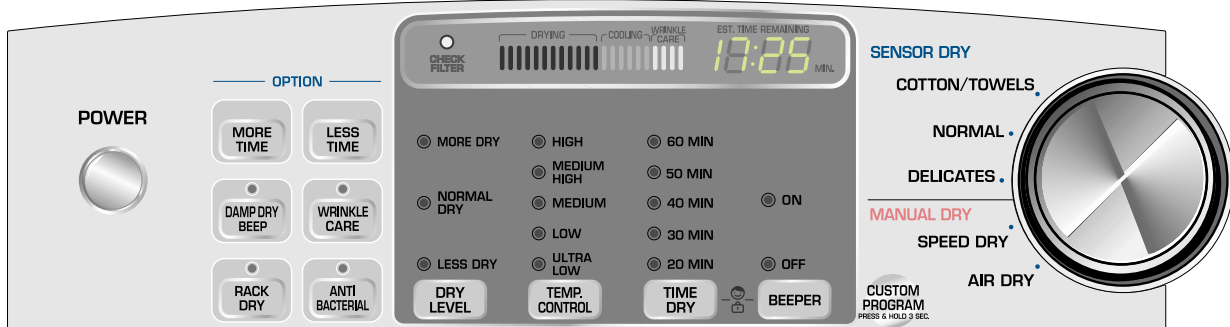 POWER
OPTION
MORE
TIME
LESS
TIME
DAMP DRY
BEEP
WRINKLE
CARE
RACK
DRY
ANTI
BACTERIAL
CHECK
FILTER
DRYING
COOLING
WRINKLE
CARE
EST. TIME REMAINING
17:25
MIN.
MORE DRY
NORMAL
DRY
LESS DRY
DRY
LEVEL
HIGH
MEDIUM
HIGH
MEDIUM
LOW
ULTRA
LOW
TEMP.
CONTROL
60 MIN
50 MIN
40 MIN
30 MIN
20 MIN
TIME
DRY
ON
OFF
BEEPER
SENSOR DRY
COTTON/TOWELS
NORMAL
DELICATES
MANUAL DRY
SPEED DRY
AIR DRY
CUSTOM
PROGRAM
PRESS & HOLD 3 SEC.